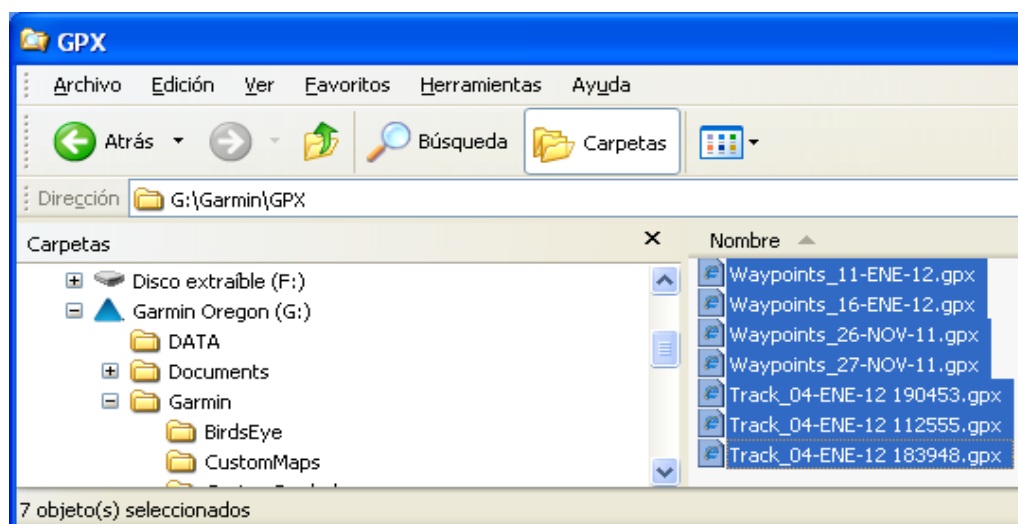 GPX
Archivo Edición Ver Favoritos Herramientas Ayuda
Atrás Búsqueda Carpetas
Dirección G:\Garmin\GPX
Carpetas
Disco extraíble (F:)
Garmin Oregon (G:)
DATA
Documents
Garmin
BirdsEye
CustomMaps
Nombre
Waypoints_11-ENE-12.gpx
Waypoints_16-ENE-12.gpx
Waypoints_26-NOV-11.gpx
Waypoints_27-NOV-11.gpx
Track_04-ENE-12 190453.gpx
Track_04-ENE-12 112555.gpx
Track_04-ENE-12 183948.gpx
7 objeto(s) seleccionados